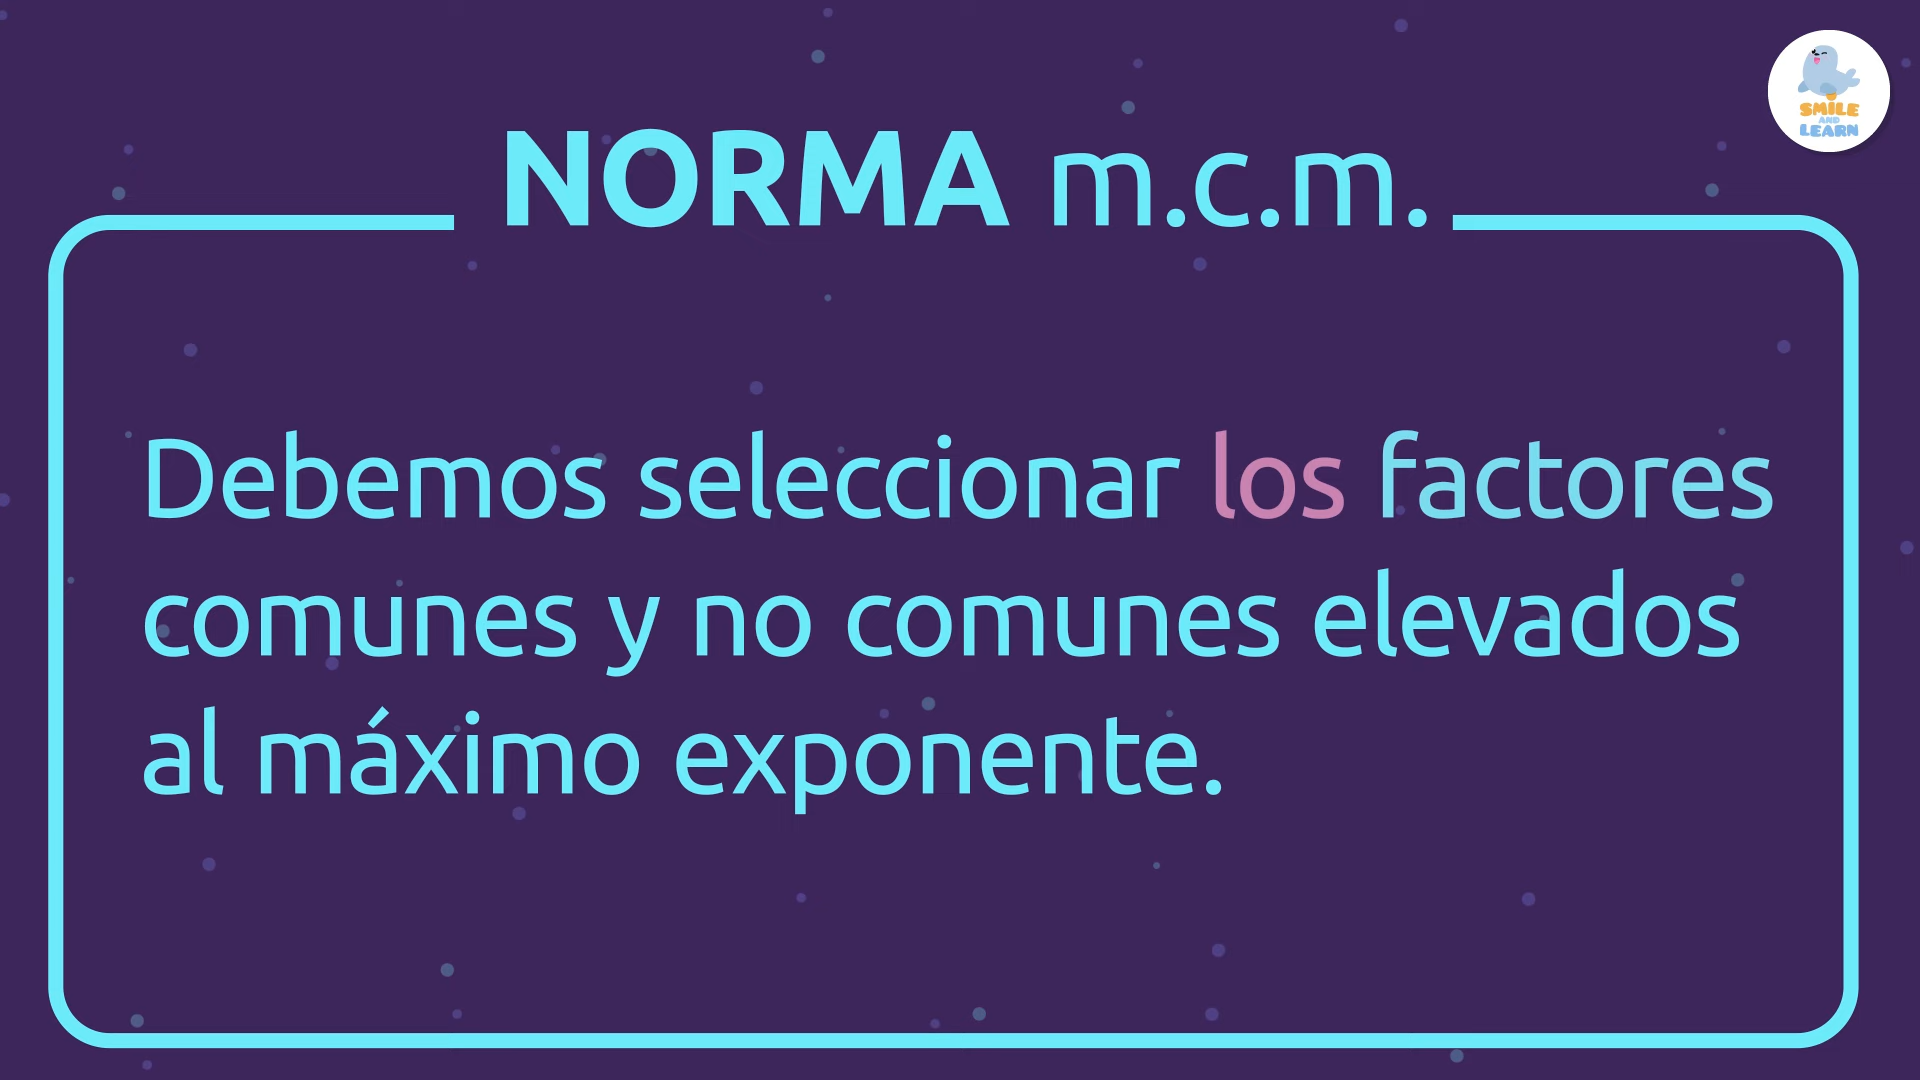 SMILE
AND
LEARN
NORMA m.c.m.
Debemos seleccionar los factores
comunes y no comunes elevados
al máximo exponente.